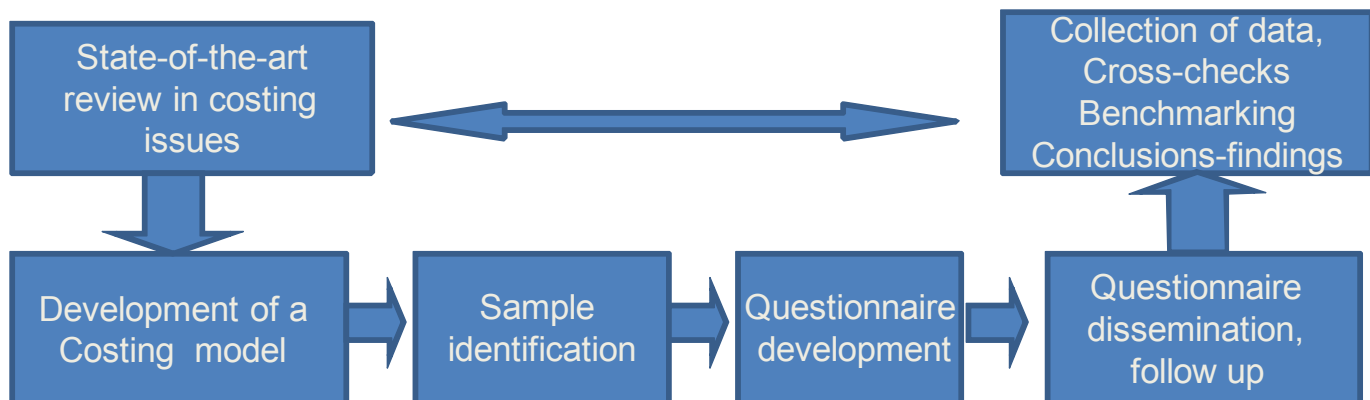 State-of-the-art
review in costing
issues
Collection of data,
Cross-checks
Benchmarking
Conclusions-findings
Development of a
Costing model
Sample
identification
Questionnaire
development
Questionnaire
dissemination,
follow up